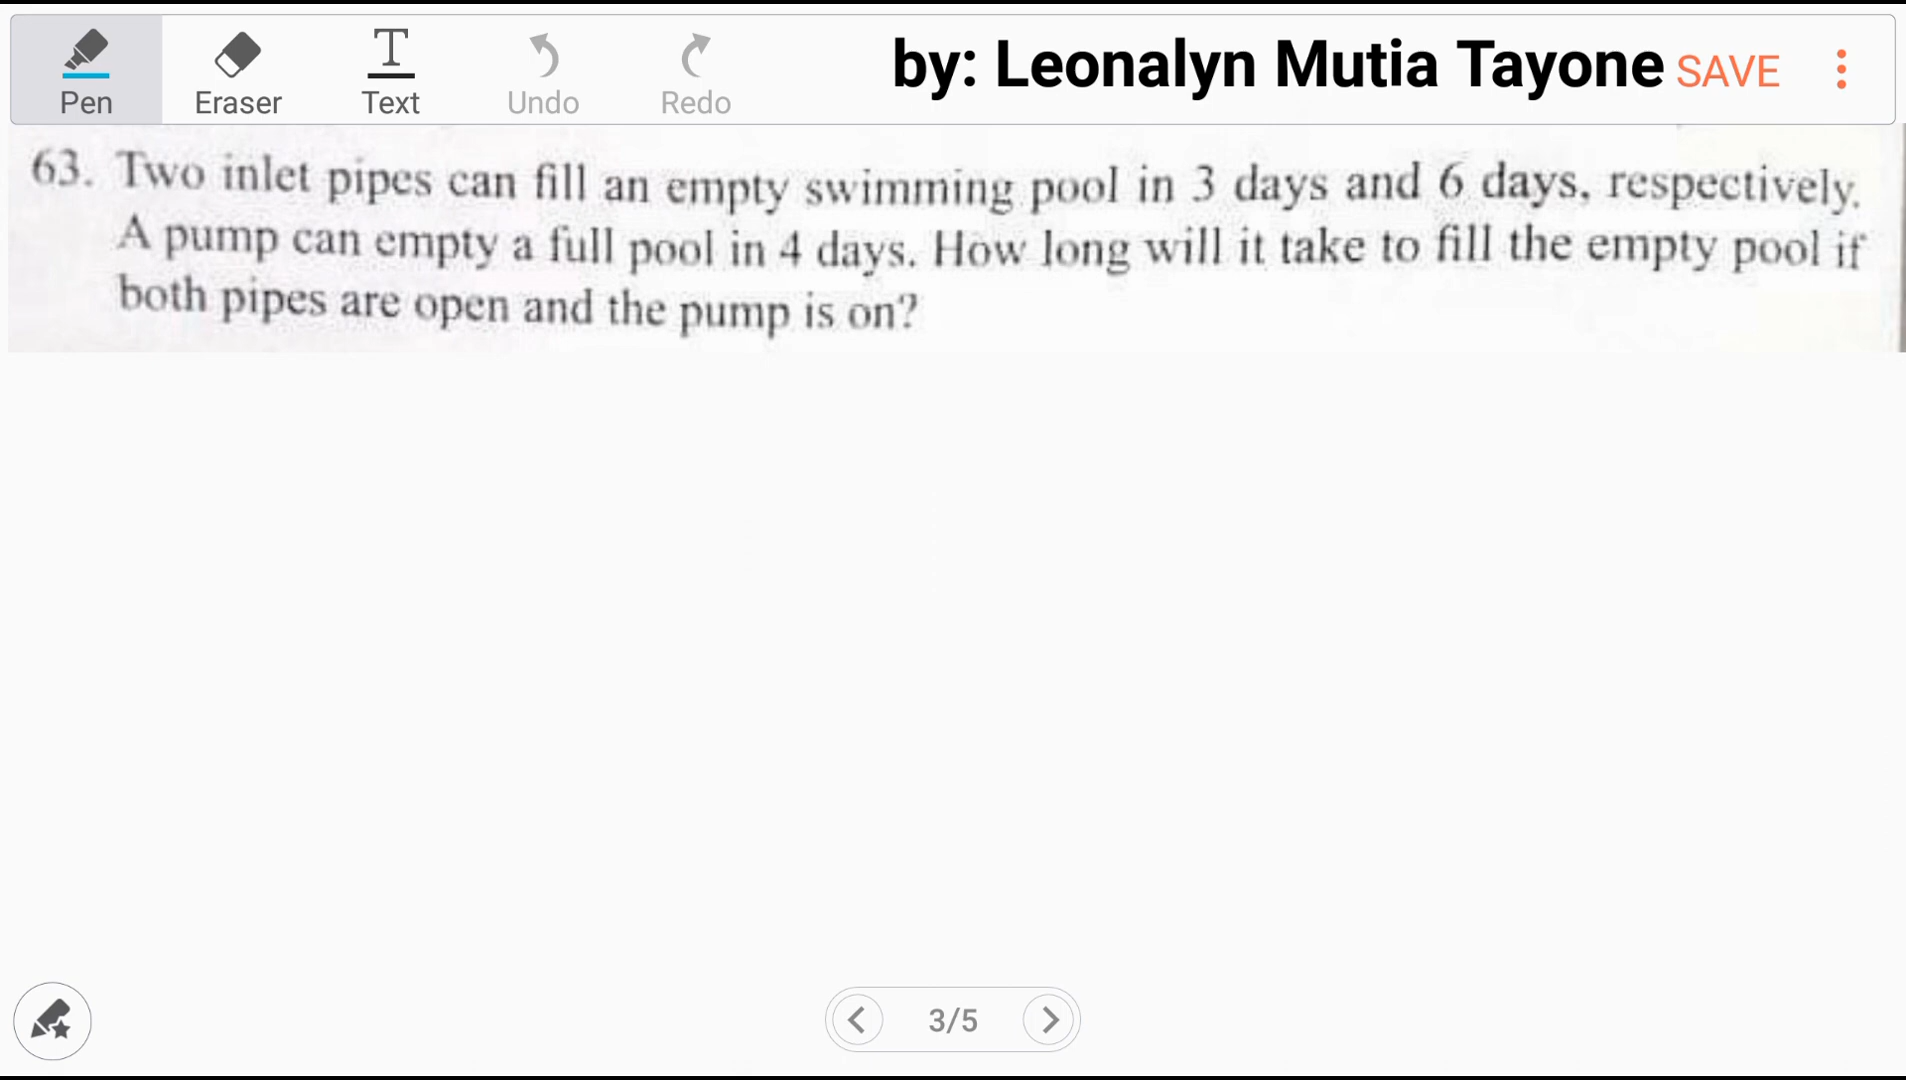 Pen
Eraser
Text
Undo
Redo
by: Leonalyn Mutia Tayone
SAVE
63. Two inlet pipes can fill an empty swimming pool in 3 days and 6 days, respectively.
A pump can empty a full pool in 4 days. How long will it take to fill the empty pool if
both pipes are open and the pump is on?
3/5